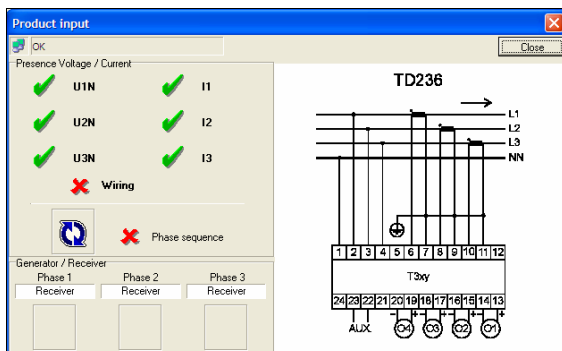 Product input
OK
Close
Presence Voltage / Current
U1N
I1
U2N
I2
U3N
I3
Wiring
Phase sequence
Generator / Receiver
Phase 1
Phase 2
Phase 3
Receiver
Receiver
Receiver
TD236
L1
L2
L3
NN
1 2 3 4 5 6 7 8 9 10 11 12
T3xy
24 23 22 21 20 19 18 17 16 15 14 13
- + - + - + - +
AUX. O4 O3 O2 O1